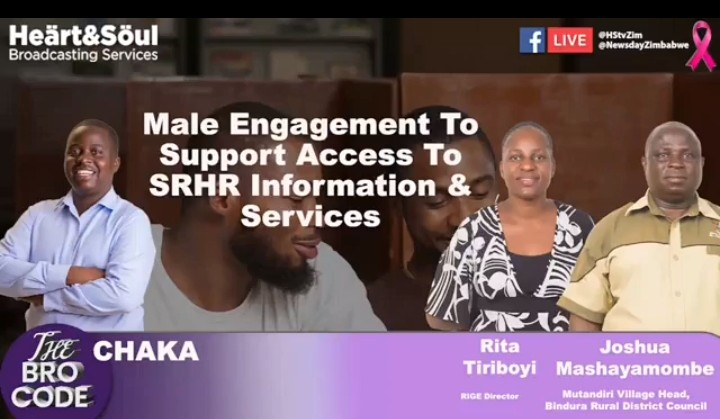 Heärt&Söul
Broadcasting Services
f LIVE
@HStvZim
@NewsdayZimbabwe
Male Engagement To
Support Access To
SRHR Information &
Services
THE
BRO
CODE
CHAKA
Rita
Tiriboyi
RIGE Director
Joshua
Mashayamombe
Mutandiri Village Head,
Bindura Rural District Council